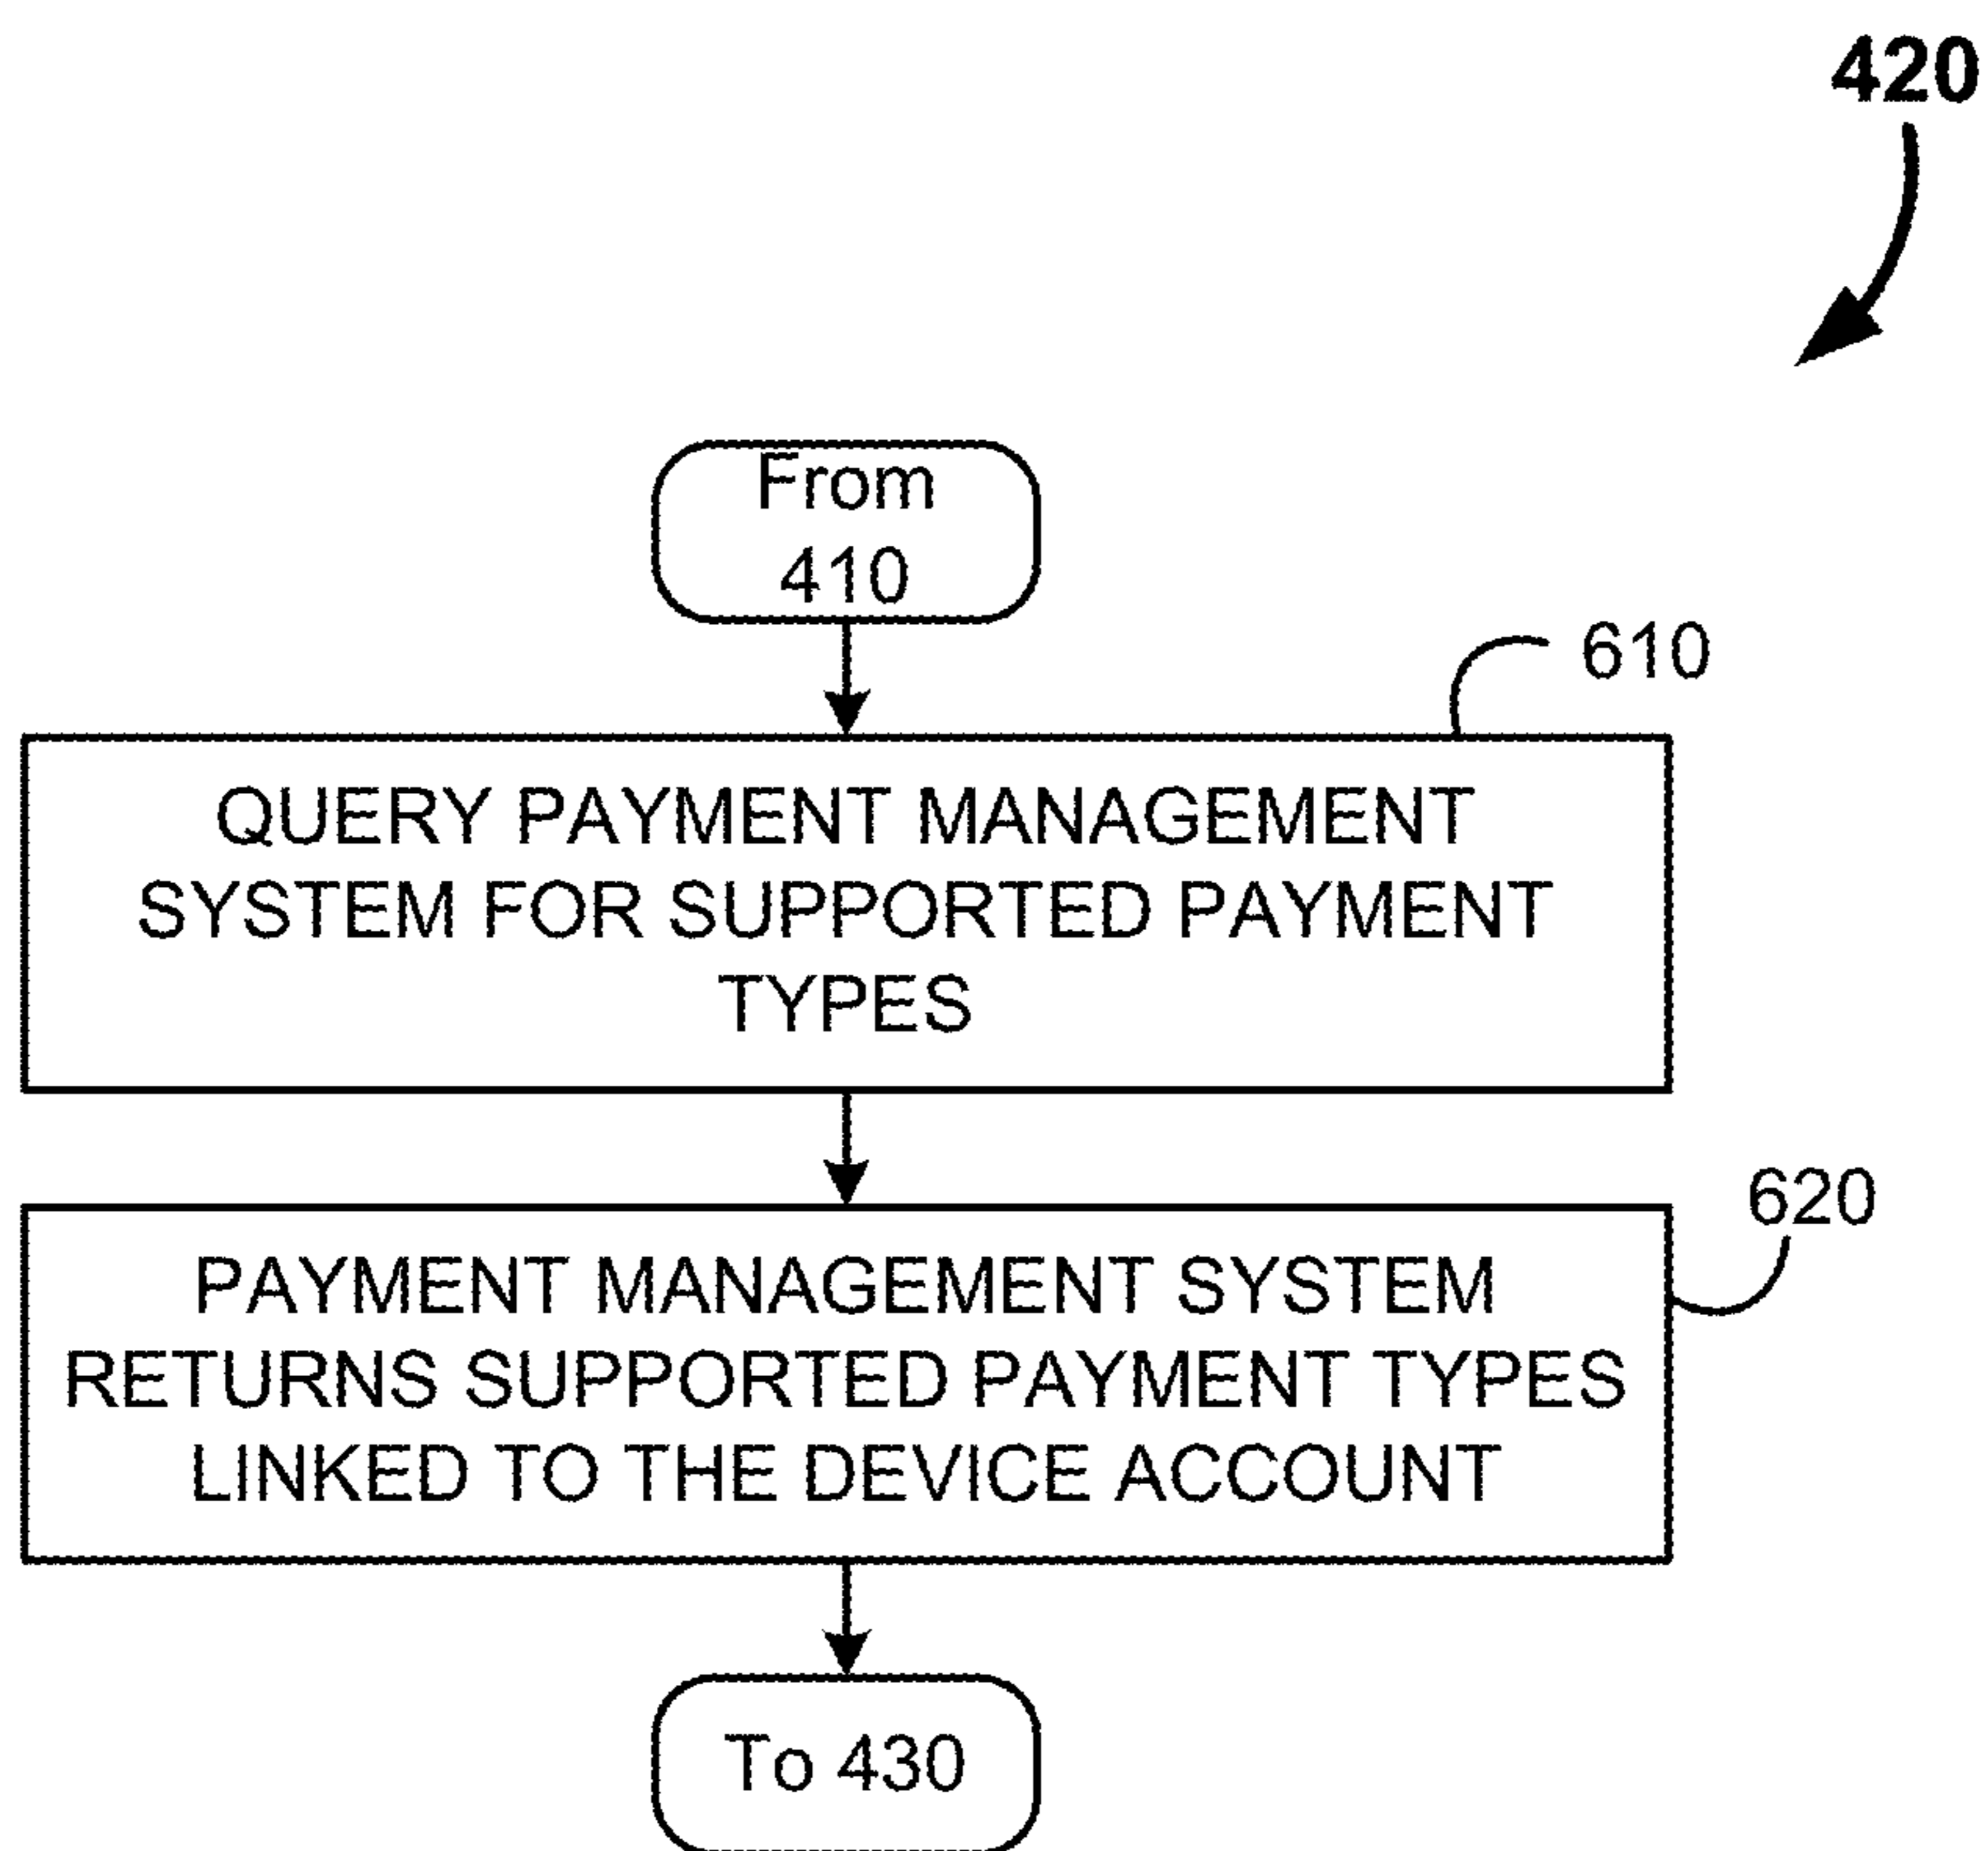 420
From
410
610
QUERY PAYMENT MANAGEMENT
SYSTEM FOR SUPPORTED PAYMENT
TYPES
620
PAYMENT MANAGEMENT SYSTEM
RETURNS SUPPORTED PAYMENT TYPES
LINKED TO THE DEVICE ACCOUNT
To 430